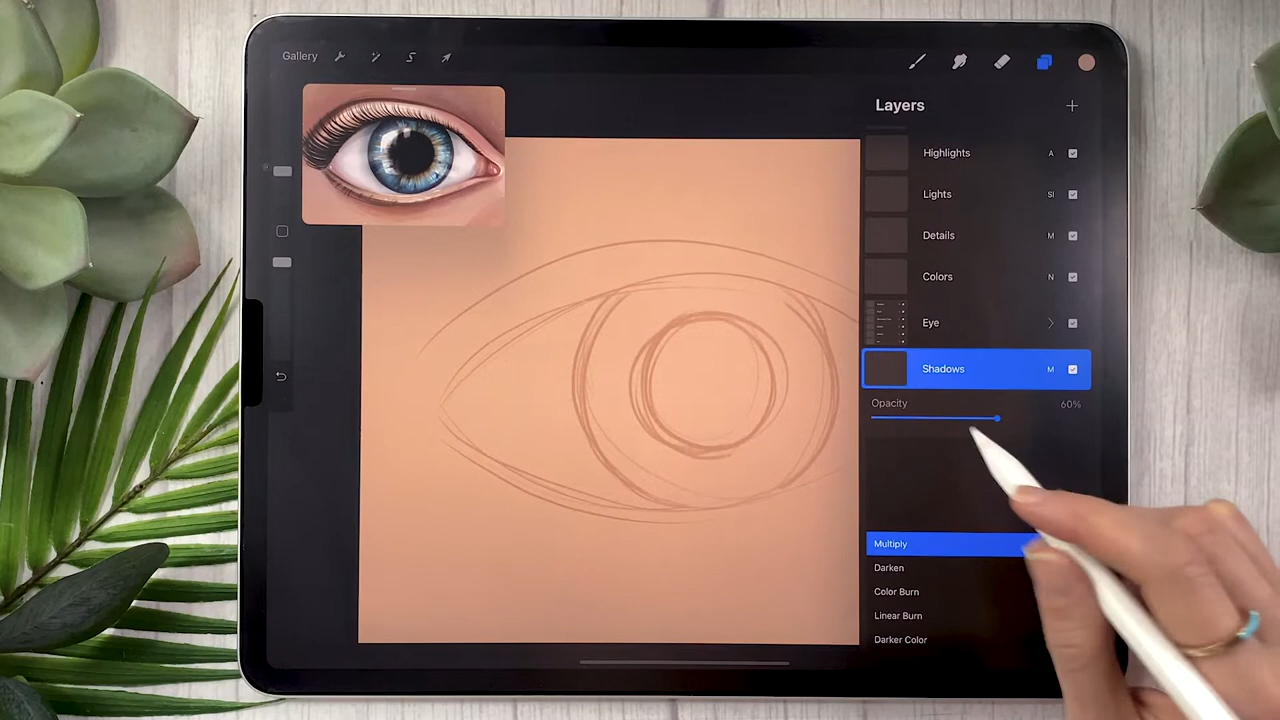 Gallery
Layers
Highlights A
Lights Sl
Details M
Colors N
Eye
Shadows M
Opacity 60%
Multiply
Darken
Color Burn
Linear Burn
Darker Color